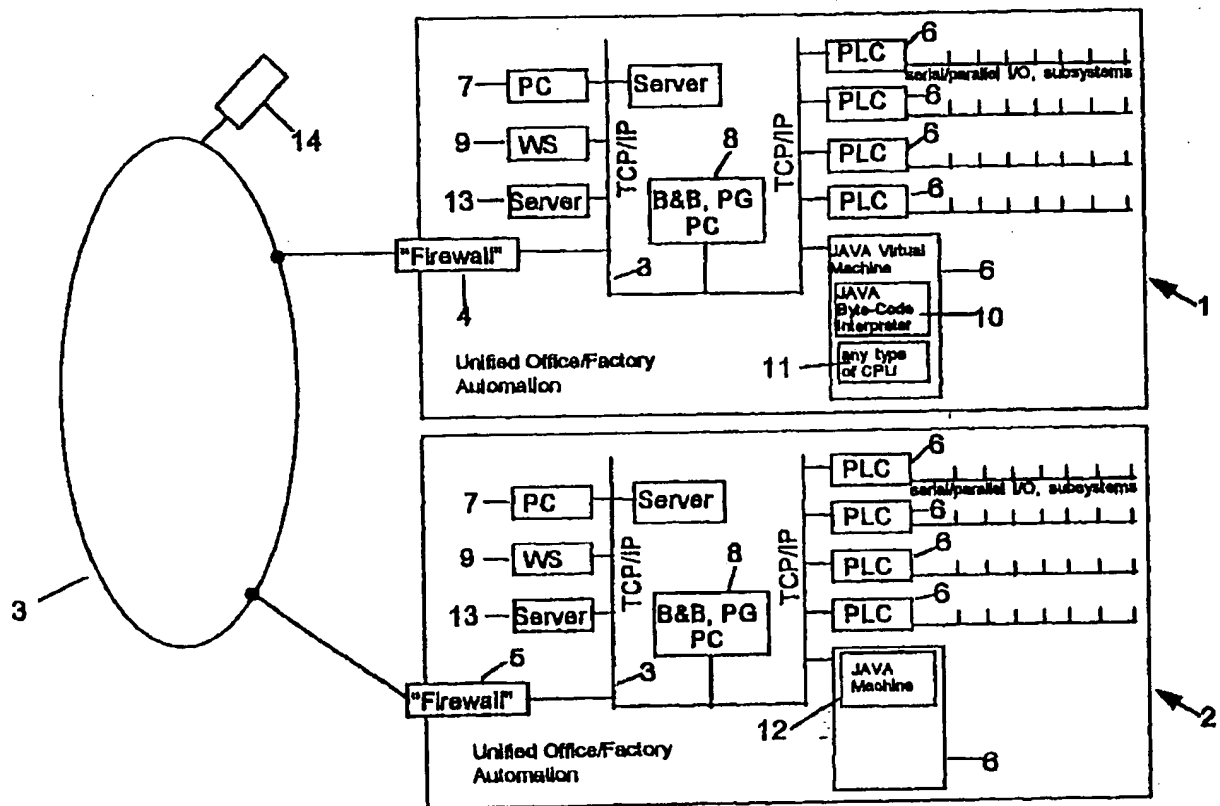 14
3
7
PC
Server
9
WS
13
Server
TCP/IP
8
B&B, PG
PC
TCP/IP
3
"Firewall"
4
Unified Office/Factory
Automation
PLC
6
serial/parallel I/O, subsystems
PLC
6
PLC
6
PLC
6
JAVA Virtual
Machine
6
JAVA
Byte-Code
Interpreter
10
11
any type
of CPU
1
7
PC
Server
9
WS
13
Server
TCP/IP
8
B&B, PG
PC
TCP/IP
3
5
"Firewall"
Unified Office/Factory
Automation
PLC
6
serial/parallel I/O, subsystems
PLC
6
PLC
6
PLC
6
JAVA
Machine
12
6
2